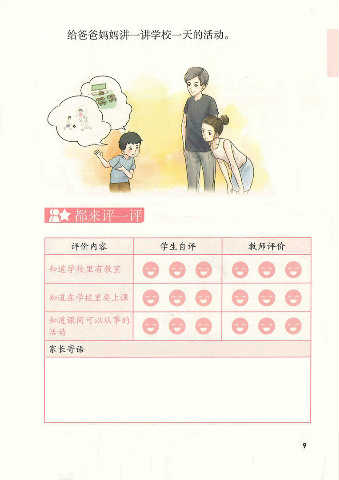 给爸爸妈妈讲一讲学校一天的活动。
都来评一评
评价内容 学生自评 教师评价
知道学校里有教室
知道在学校里要上课
知道课间可以从事的
活动
家长寄语
9